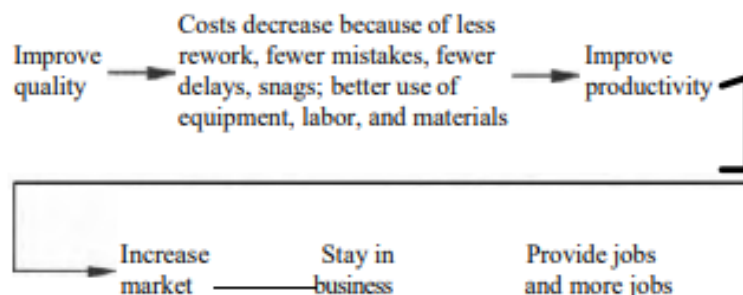 Improve
quality
Costs decrease because of less
rework, fewer mistakes, fewer
delays, snags; better use of
equipment, labor, and materials
Improve
productivity
Increase
market
Stay in
business
Provide jobs
and more jobs